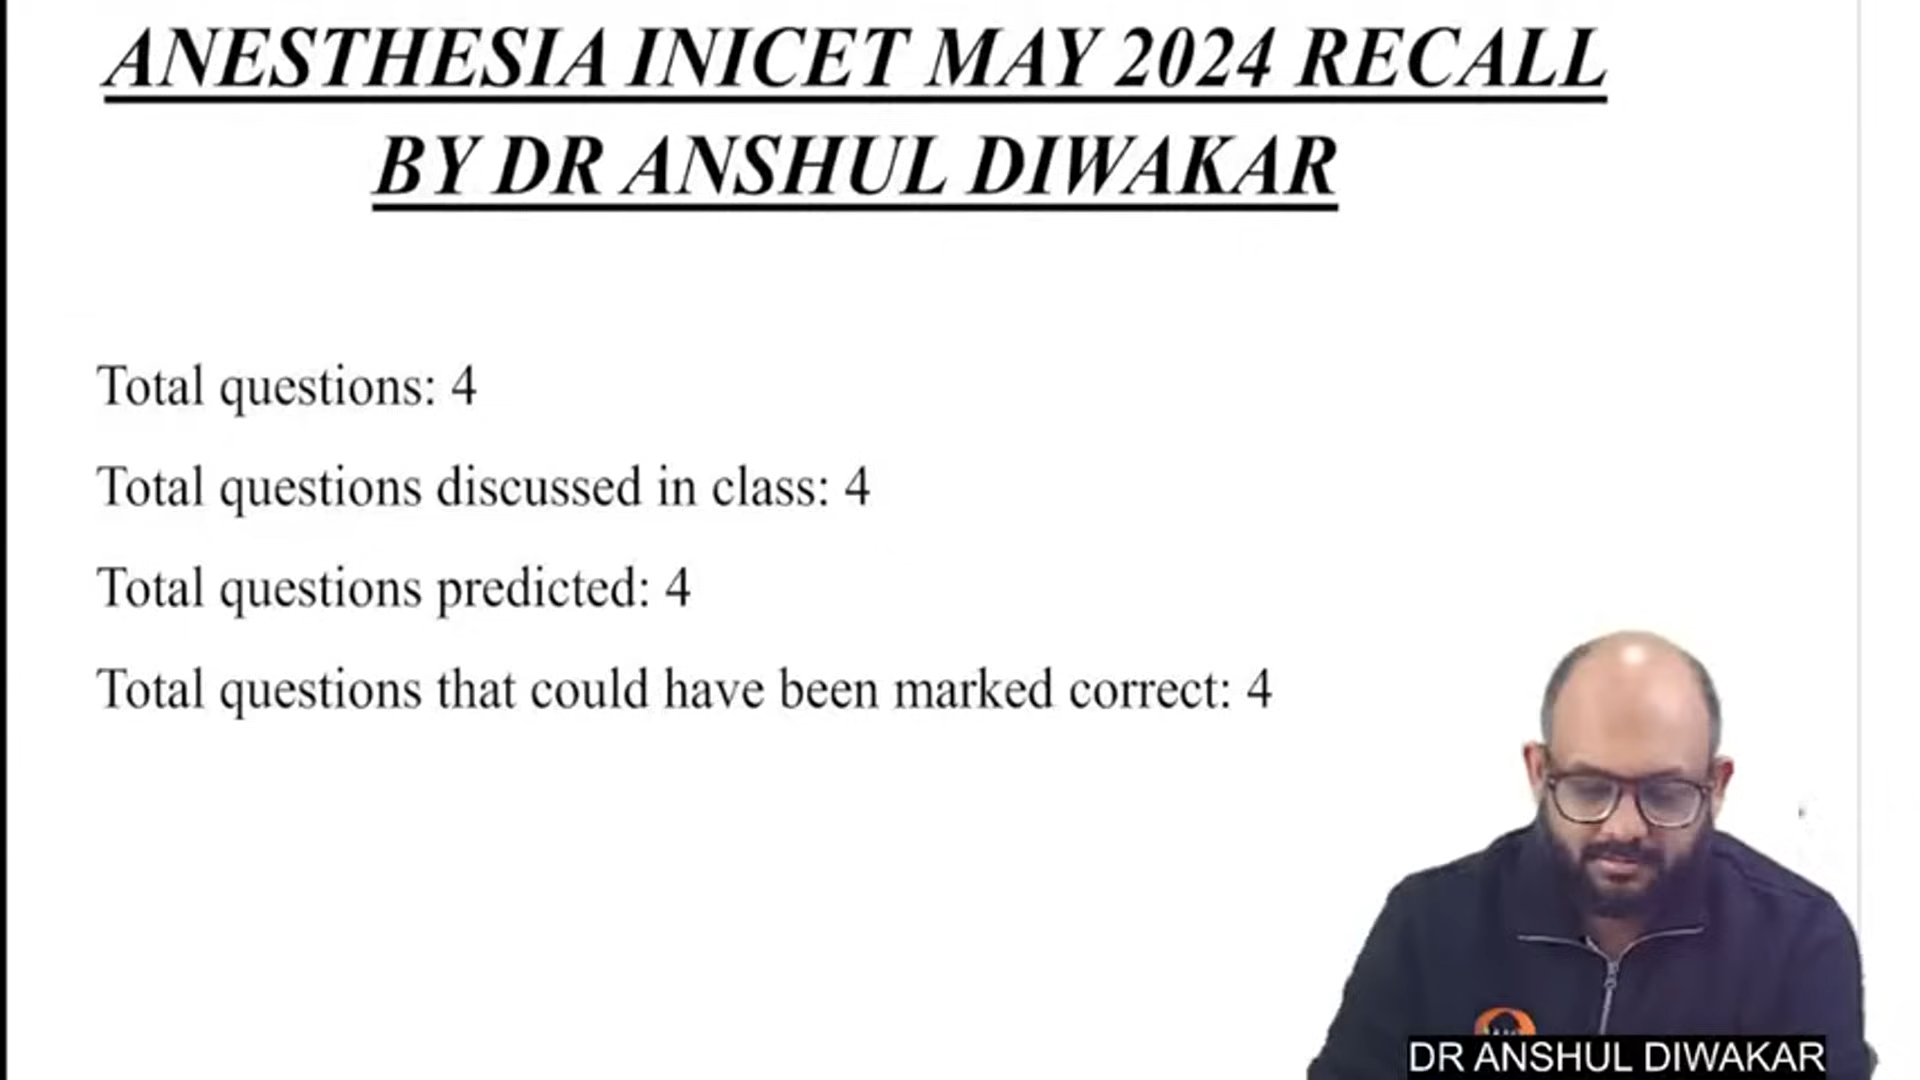 ANESTHESIA INICET MAY 2024 RECALL
BY DR ANSHUL DIWAKAR
Total questions: 4
Total questions discussed in class: 4
Total questions predicted: 4
Total questions that could have been marked correct: 4
DR ANSHUL DIWAKAR